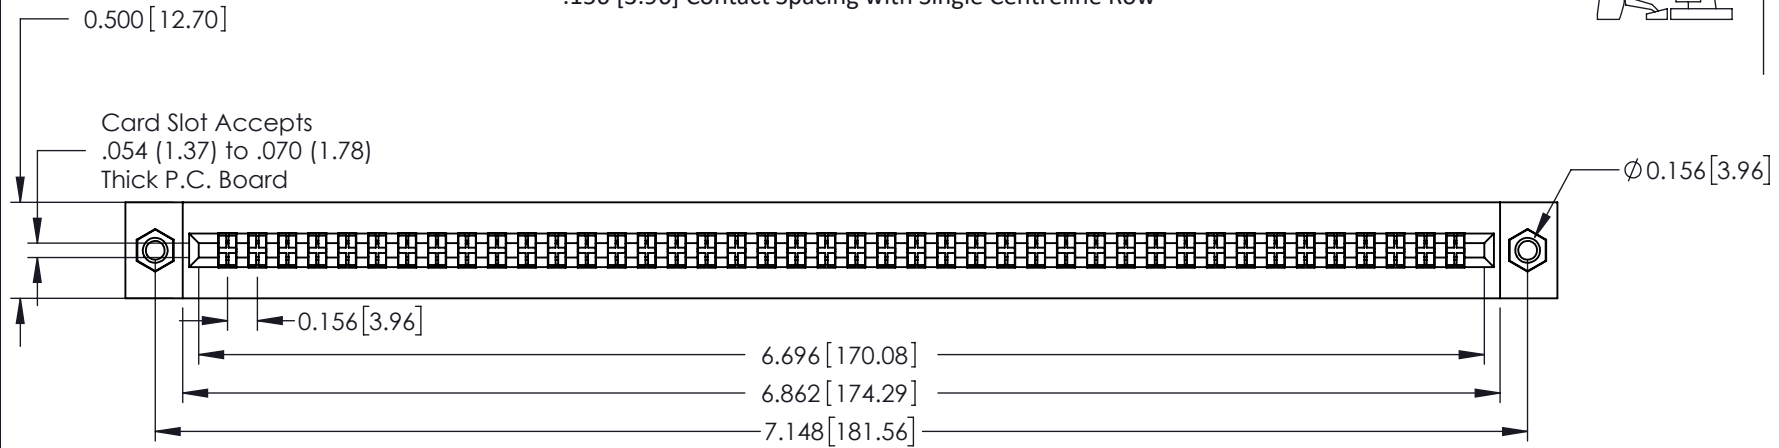 .156 [3.96] Contact Spacing with Single Centreline Row
0.500 [12.70]
Card Slot Accepts
.054 (1.37) to .070 (1.78)
Thick P.C. Board
Ø0.156[3.96]
0.156[3.96]
6.696 [170.08]
6.862 [174.29]
7.148[181.56]